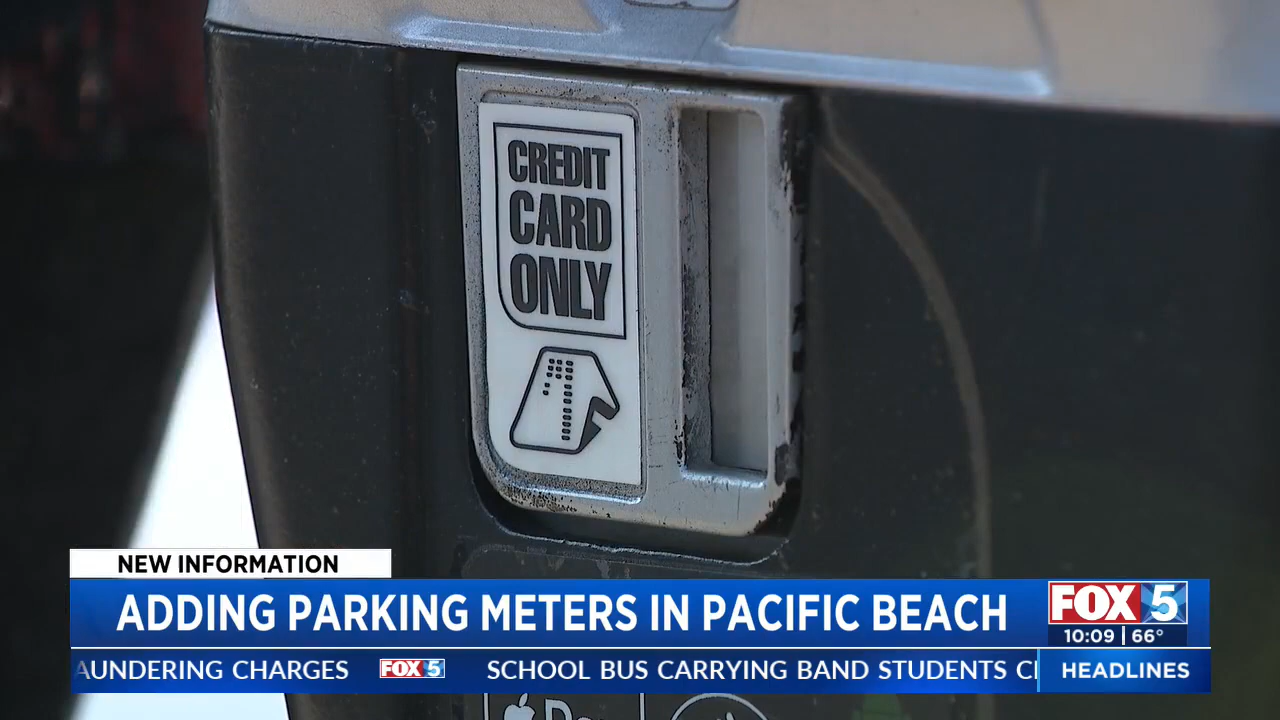 CREDIT
CARD
ONLY
NEW INFORMATION
ADDING PARKING METERS IN PACIFIC BEACH
FOX 5
10:09 | 66°
AUNDERING CHARGES FOX 5 SCHOOL BUS CARRYING BAND STUDENTS
HEADLINES